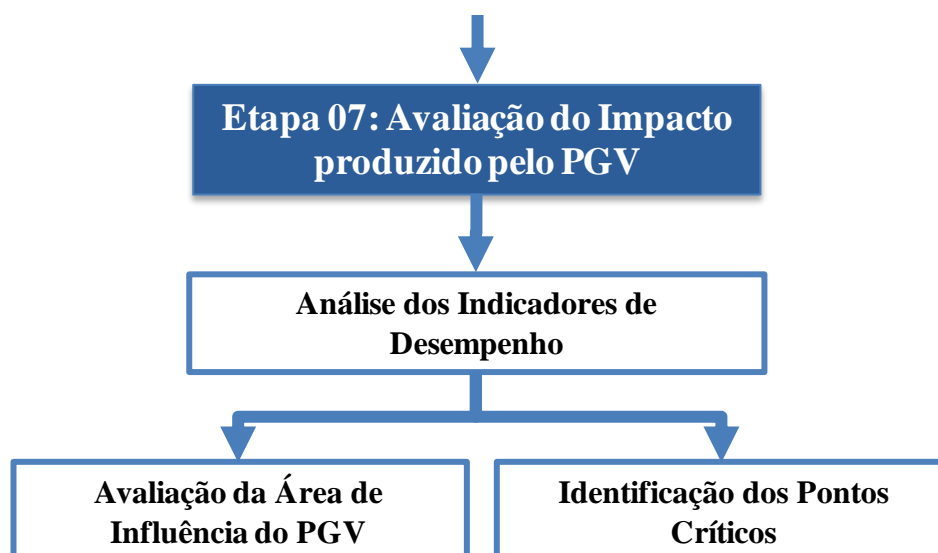 Etapa 07: Avaliação do Impacto
produzido pelo PGV
Análise dos Indicadores de
Desempenho
Avaliação da Área de
Influência do PGV
Identificação dos Pontos
Críticos